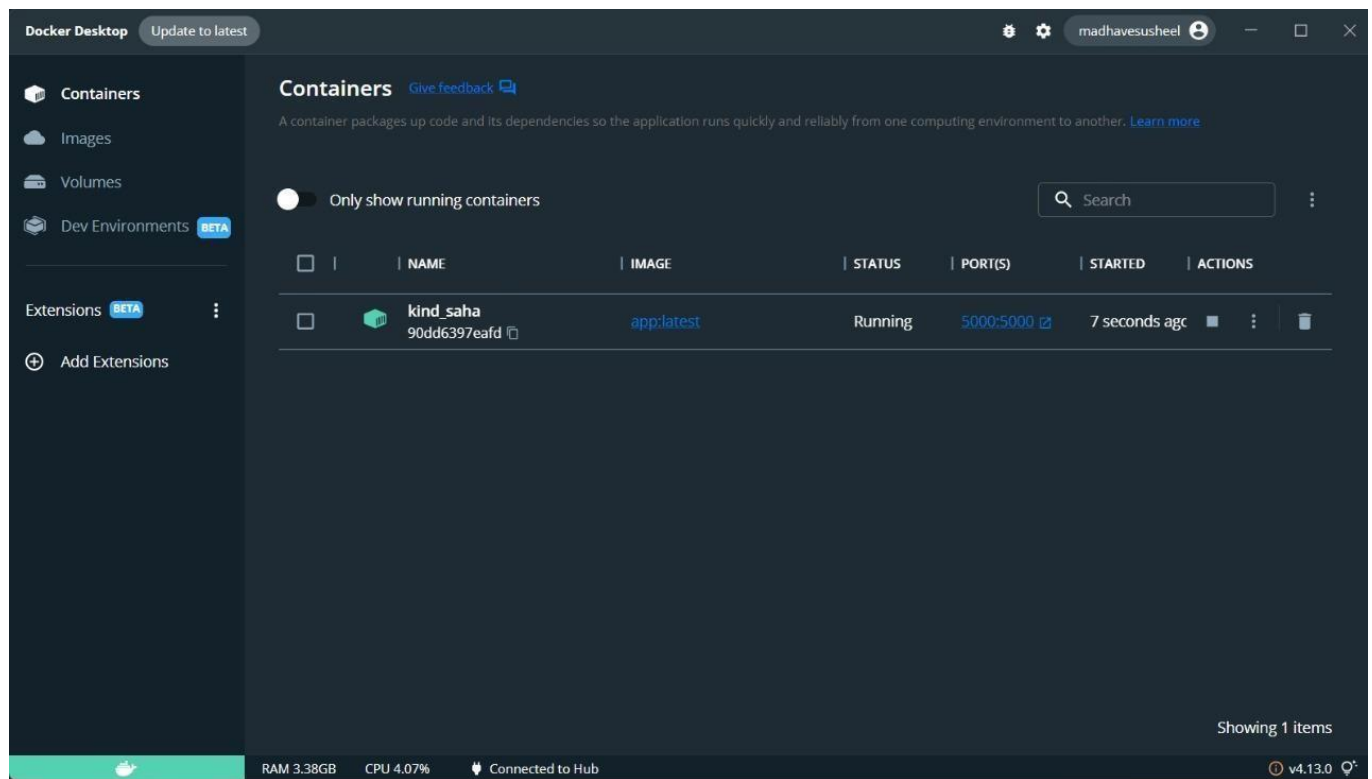 Docker Desktop Update to latest madhavesusheel
Containers
Images
Volumes
Dev Environments BETA
Extensions BETA
Add Extensions
Containers Give feedback
A container packages up code and its dependencies so the application runs quickly and reliably from one computing environment to another. Learn more
Only show running containers Search
NAME IMAGE STATUS PORT(S) STARTED ACTIONS
kind_saha app:latest Running 5000:5000 7 seconds ago
90dd6397eafd
Showing 1 items
RAM 3.38GB CPU 4.07% Connected to Hub v4.13.0